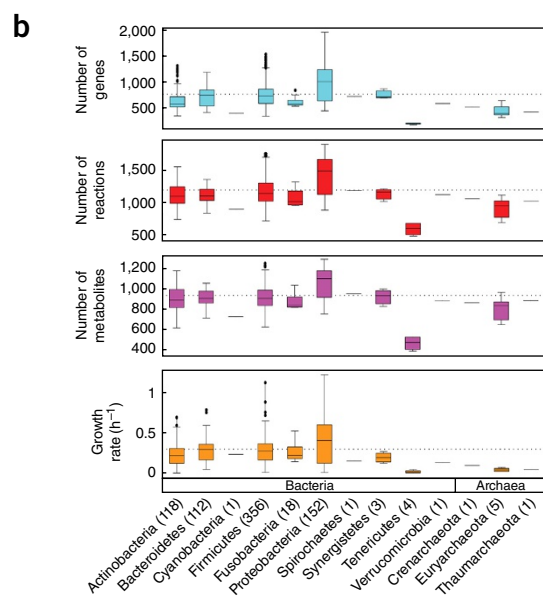 b
Number of
genes
2,000
1,500
1,000
500
Number of
reactions
1,500
1,000
500
Number of
metabolites
1,200
1,000
800
600
400
Growth
rate (h⁻¹)
1
0.5
0
Bacteria
Archaea
Actinobacteria (118)
Bacteroidetes (112)
Cyanobacteria (1)
Firmicutes (356)
Fusobacteria (18)
Proteobacteria (152)
Spirochaetes (1)
Synergistetes (3)
Tenericutes (4)
Verrucomicrobia (1)
Crenarchaeota (1)
Euryarchaeota (5)
Thaumarchaeota (1)